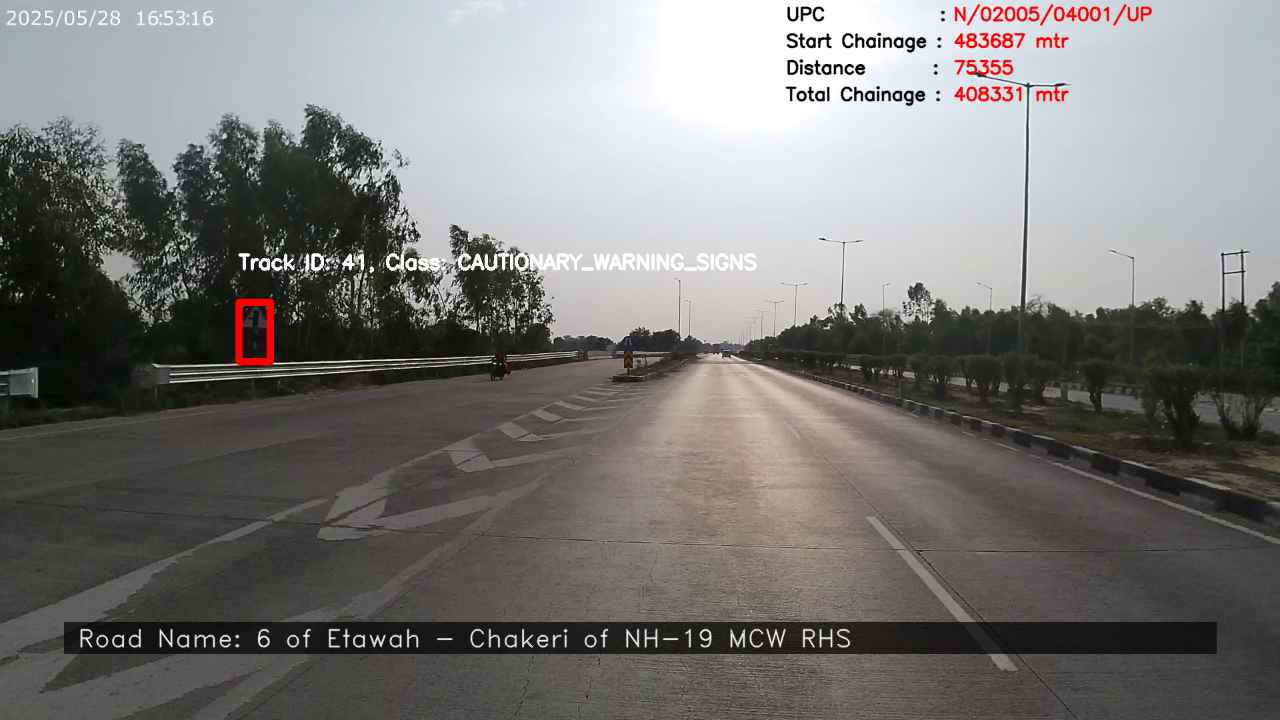 2025/05/28 16:53:16
UPC : N/02005/04001/UP
Start Chainage : 483687 mtr
Distance : 75355
Total Chainage : 408331 mtr
Track ID: 41, Class: CAUTIONARY_WARNING_SIGNS
Road Name: 6 of Etawah - Chakeri of NH-19 MCW RHS